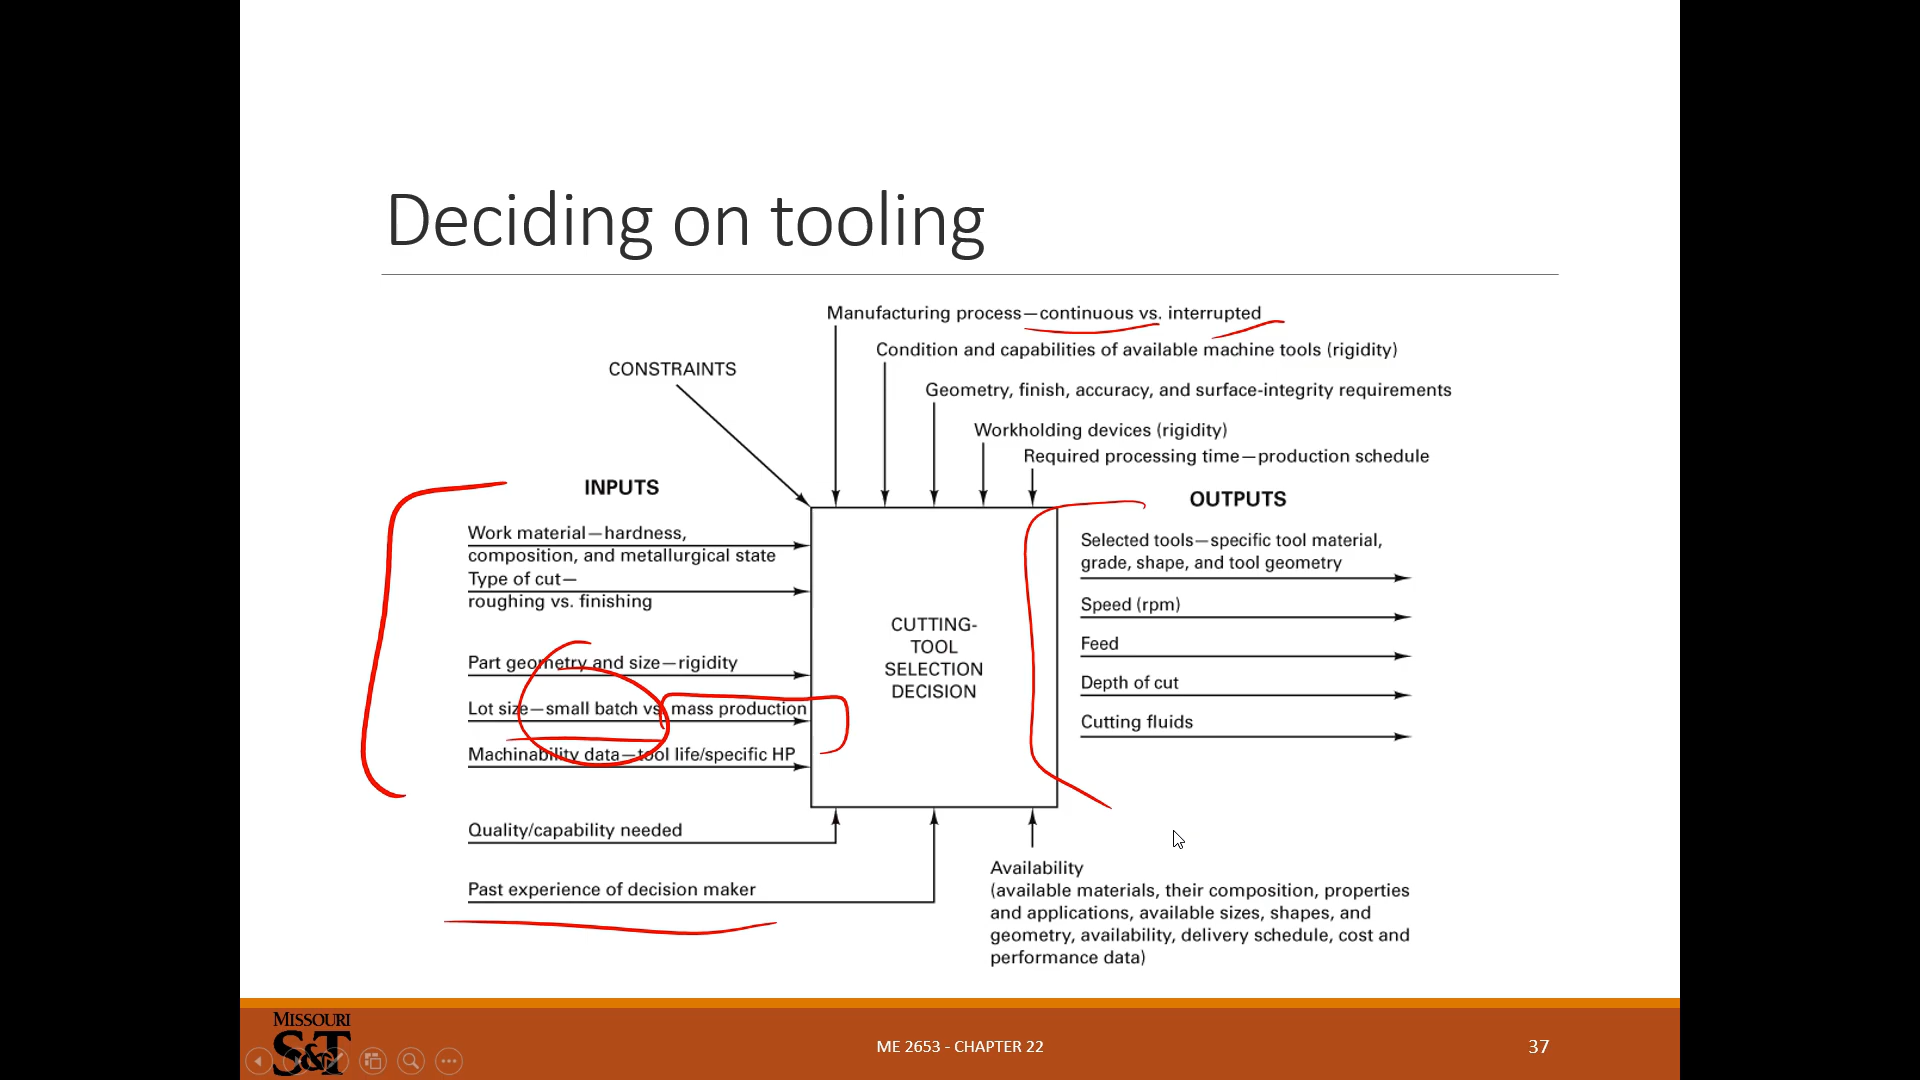 Deciding on tooling
Manufacturing process—continuous vs. interrupted
Condition and capabilities of available machine tools (rigidity)
CONSTRAINTS
Geometry, finish, accuracy, and surface-integrity requirements
Workholding devices (rigidity)
Required processing time—production schedule
INPUTS
Work material—hardness,
composition, and metallurgical state
Type of cut—
roughing vs. finishing
Part geometry and size—rigidity
Lot size—small batch vs. mass production
Machinability data—tool life/specific HP
Quality/capability needed
Past experience of decision maker
CUTTING-
TOOL
SELECTION
DECISION
OUTPUTS
Selected tools—specific tool material,
grade, shape, and tool geometry
Speed (rpm)
Feed
Depth of cut
Cutting fluids
Availability
(available materials, their composition, properties
and applications, available sizes, shapes, and
geometry, availability, delivery schedule, cost and
performance data)
MISSOURI
S&T
ME 2653 - CHAPTER 22
37